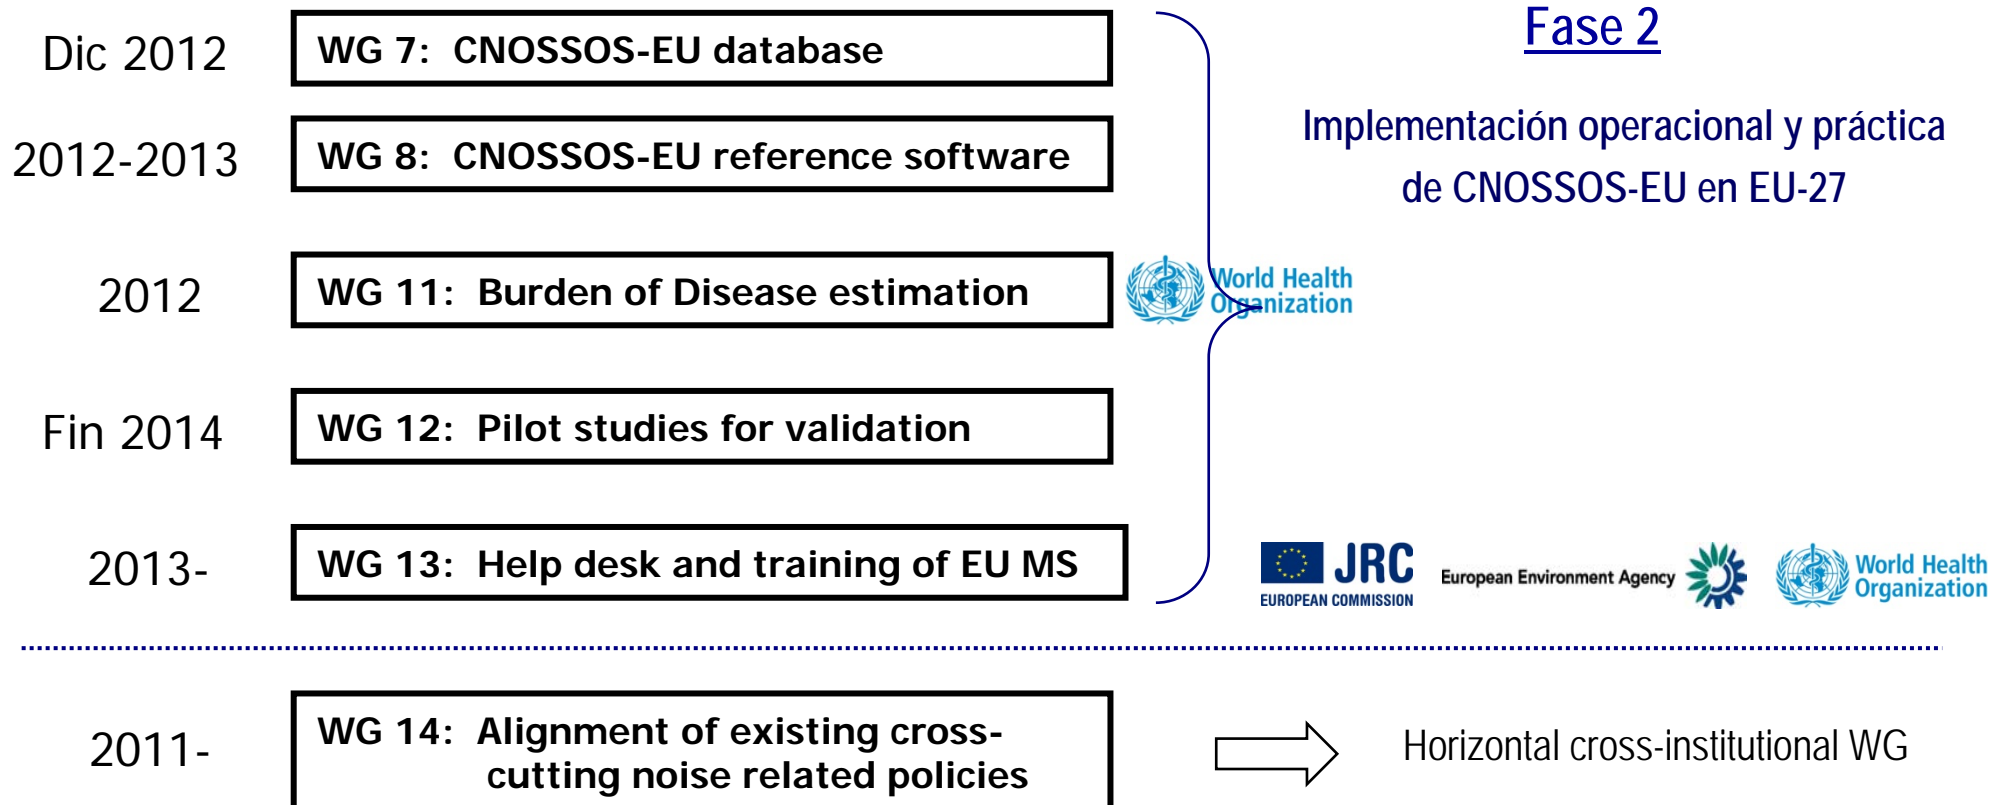 Dic 2012
WG 7: CNOSSOS-EU database
Fase 2
2012-2013
WG 8: CNOSSOS-EU reference software
Implementación operacional y práctica
de CNOSSOS-EU en EU-27
2012
WG 11: Burden of Disease estimation
World Health
Organization
Fin 2014
WG 12: Pilot studies for validation
2013-
WG 13: Help desk and training of EU MS
JRC
EUROPEAN COMMISSION
European Environment Agency
World Health
Organization
2011-
WG 14: Alignment of existing cross-
cutting noise related policies
Horizontal cross-institutional WG